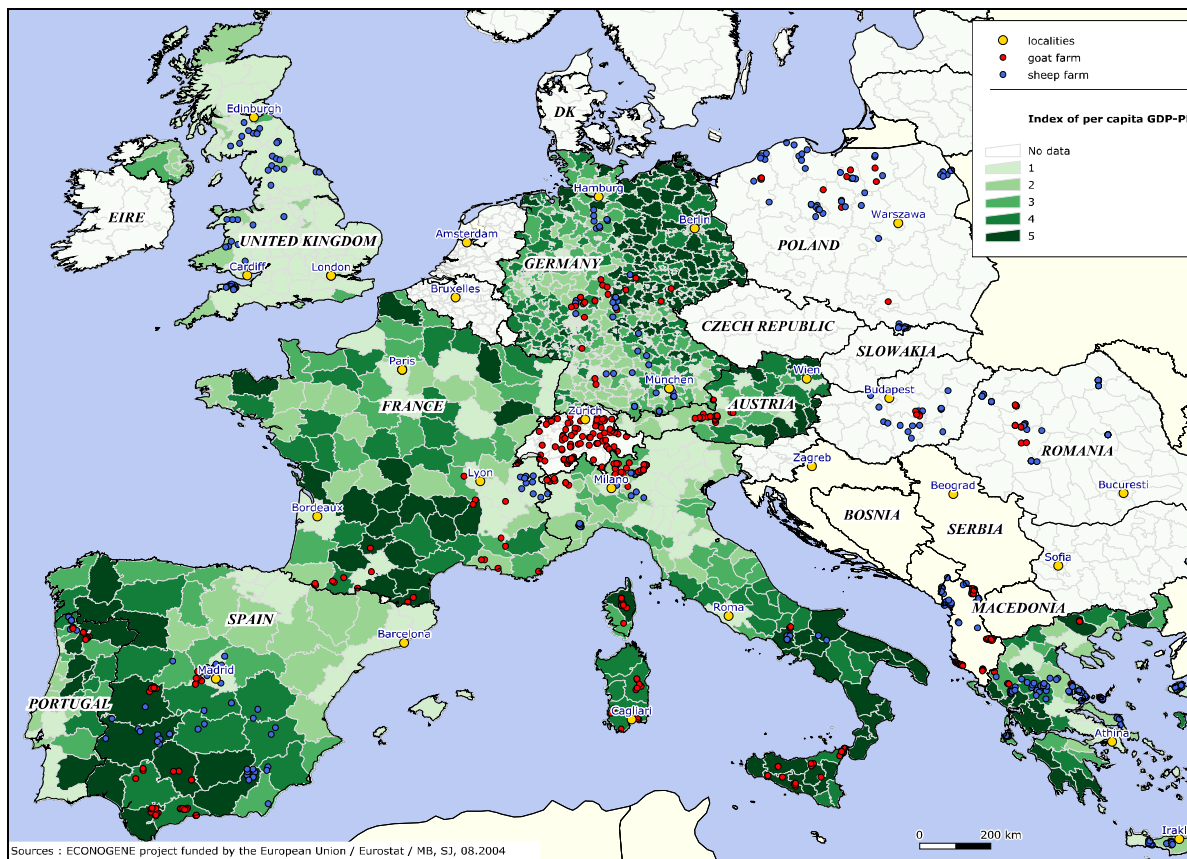 localities
goat farm
sheep farm
Index of per capita GDP-P
No data
1
2
3
4
5
Edinburgh
DK
EIRE
Hamburg
UNITED KINGDOM
Amsterdam
Berlin
Warszawa
POLAND
GERMANY
Cardiff
London
Bruxelles
CZECH REPUBLIC
SLOWAKIA
Paris
Wien
München
Budapest
FRANCE
AUSTRIA
Zürich
ROMANIA
Zagreb
Lyon
Milano
Beograd
Bucuresti
Bordeaux
BOSNIA
SERBIA
Sofia
MACEDONIA
SPAIN
Roma
Barcelona
Madrid
PORTUGAL
Cagliari
Athina
Irakl
0 200 km
Sources : ECONOGENE project funded by the European Union / Eurostat / MB, SJ, 08.2004